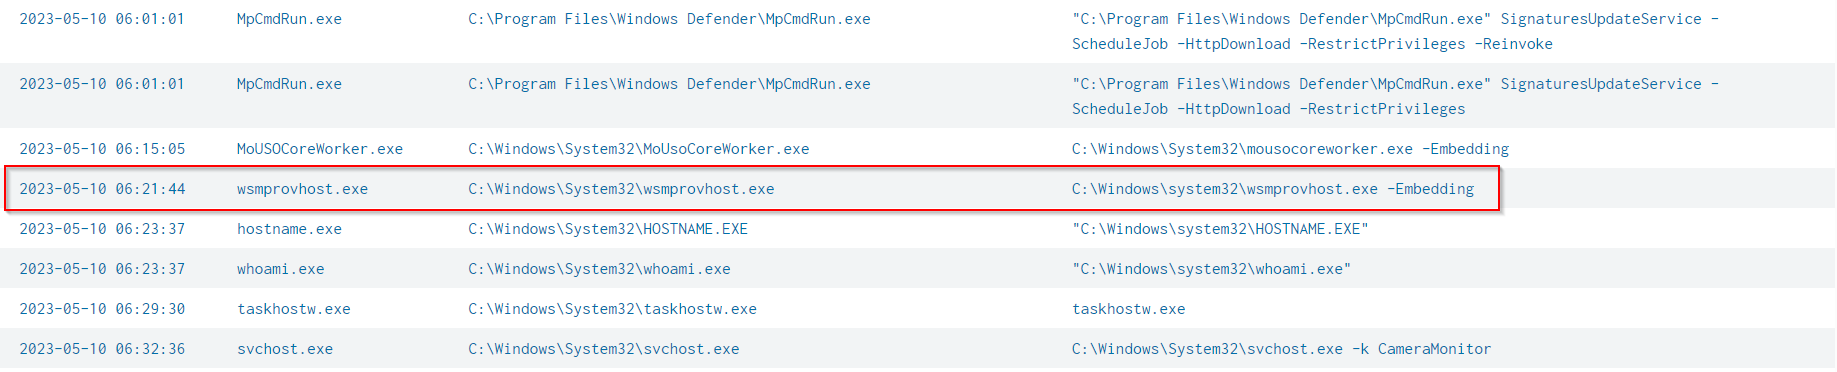 2023-05-10 06:01:01 MpCmdRun.exe C:\Program Files\Windows Defender\MpCmdRun.exe "C:\Program Files\Windows Defender\MpCmdRun.exe" SignaturesUpdateService -
ScheduleJob -HttpDownload -RestrictPrivileges -Reinvoke
2023-05-10 06:01:01 MpCmdRun.exe C:\Program Files\Windows Defender\MpCmdRun.exe "C:\Program Files\Windows Defender\MpCmdRun.exe" SignaturesUpdateService -
ScheduleJob -HttpDownload -RestrictPrivileges
2023-05-10 06:15:05 MoUSOCoreWorker.exe C:\Windows\System32\MoUsoCoreWorker.exe C:\Windows\System32\mousocoreworker.exe -Embedding
2023-05-10 06:21:44 wsmprovhost.exe C:\Windows\System32\wsmprovhost.exe C:\Windows\system32\wsmprovhost.exe -Embedding
2023-05-10 06:23:37 hostname.exe C:\Windows\System32\HOSTNAME.EXE "C:\Windows\system32\HOSTNAME.EXE"
2023-05-10 06:23:37 whoami.exe C:\Windows\System32\whoami.exe "C:\Windows\system32\whoami.exe"
2023-05-10 06:29:30 taskhostw.exe C:\Windows\System32\taskhostw.exe taskhostw.exe
2023-05-10 06:32:36 svchost.exe C:\Windows\System32\svchost.exe C:\Windows\System32\svchost.exe -k CameraMonitor